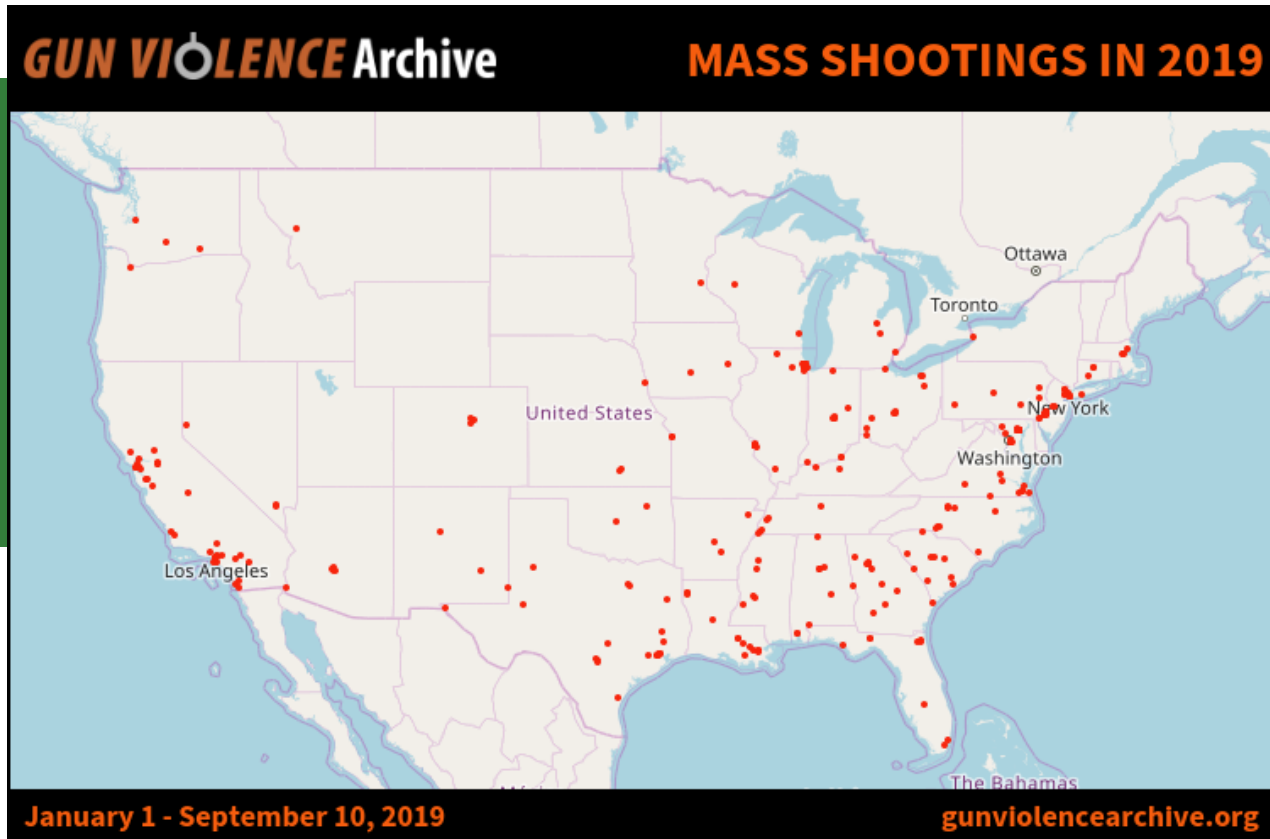 GUN VIOLENCE Archive
MASS SHOOTINGS IN 2019
Ottawa
Toronto
United States
New York
Washington
Los Angeles
The Bahamas
January 1 - September 10, 2019
gunviolencearchive.org